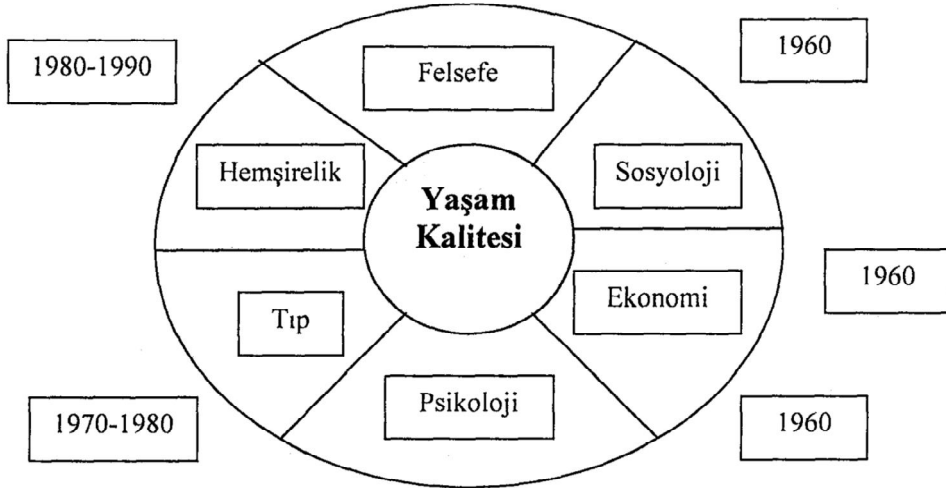 1980-1990
Felsefe
1960
Hemşirelik
Sosyoloji
Yaşam
Kalitesi
1960
Tıp
Ekonomi
Psikoloji
1970-1980
1960